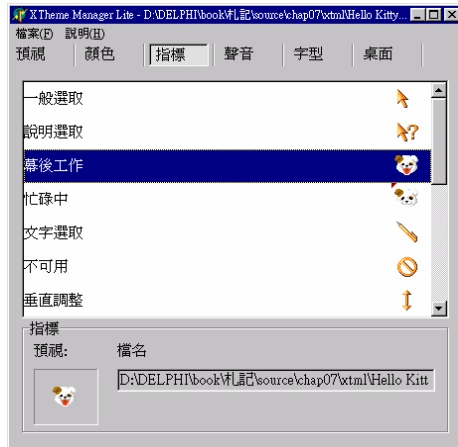 XTheme Manager Lite - D:\DELPHI\book\札記\source\chap07\xtml\Hello Kitty...
檔案(F) 說明(H)
預視 顏色 指標 聲音 字型 桌面
一般選取
說明選取
幕後工作
忙碌中
文字選取
不可用
垂直調整
指標
預視: 檔名
D:\DELPHI\book\札記\source\chap07\xtml\Hello Kitt